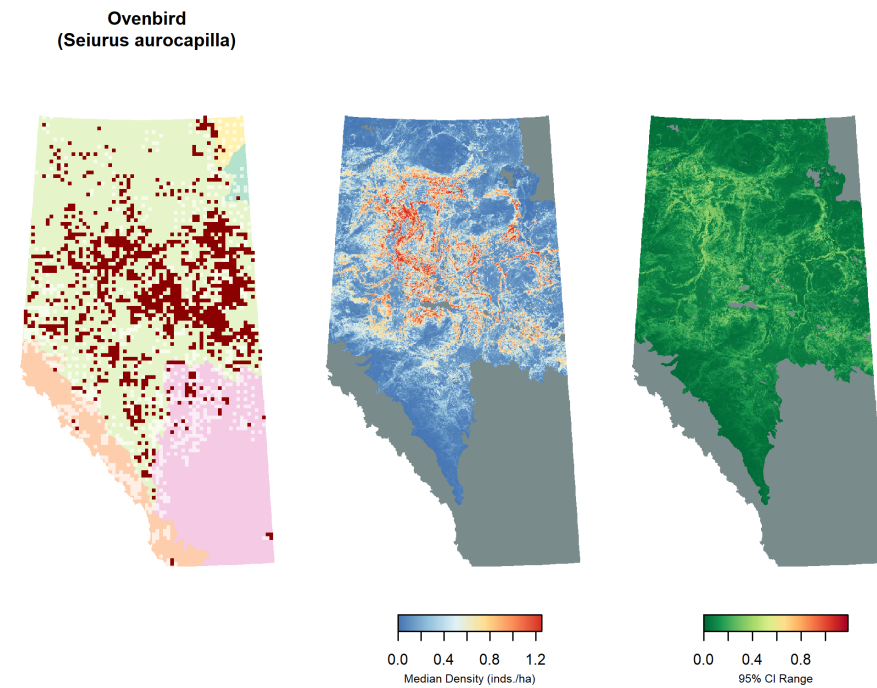 Ovenbird
(Seiurus aurocapilla)
0.0 0.4 0.8 1.2
Median Density (inds./ha)
0.0 0.4 0.8
95% CI Range